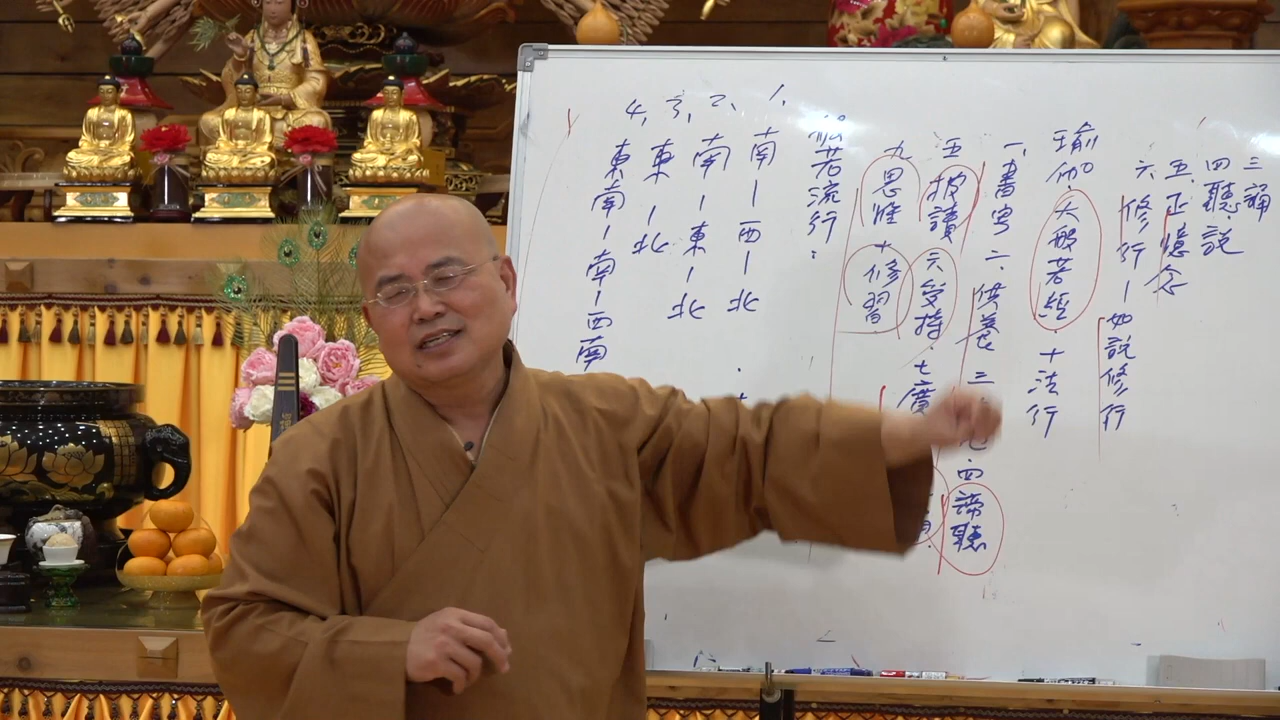 三誦
四聽說
五正憶念
六、修行－如說修行
瑜伽．大般若經．十法行
一、書寫 二、供養 三 四諦聽
五披讀 六受持．七廣
九思惟 十修習
般若流行：
1、南－西－北
2、南－東－北
3、東－北
4、東南－南－西南